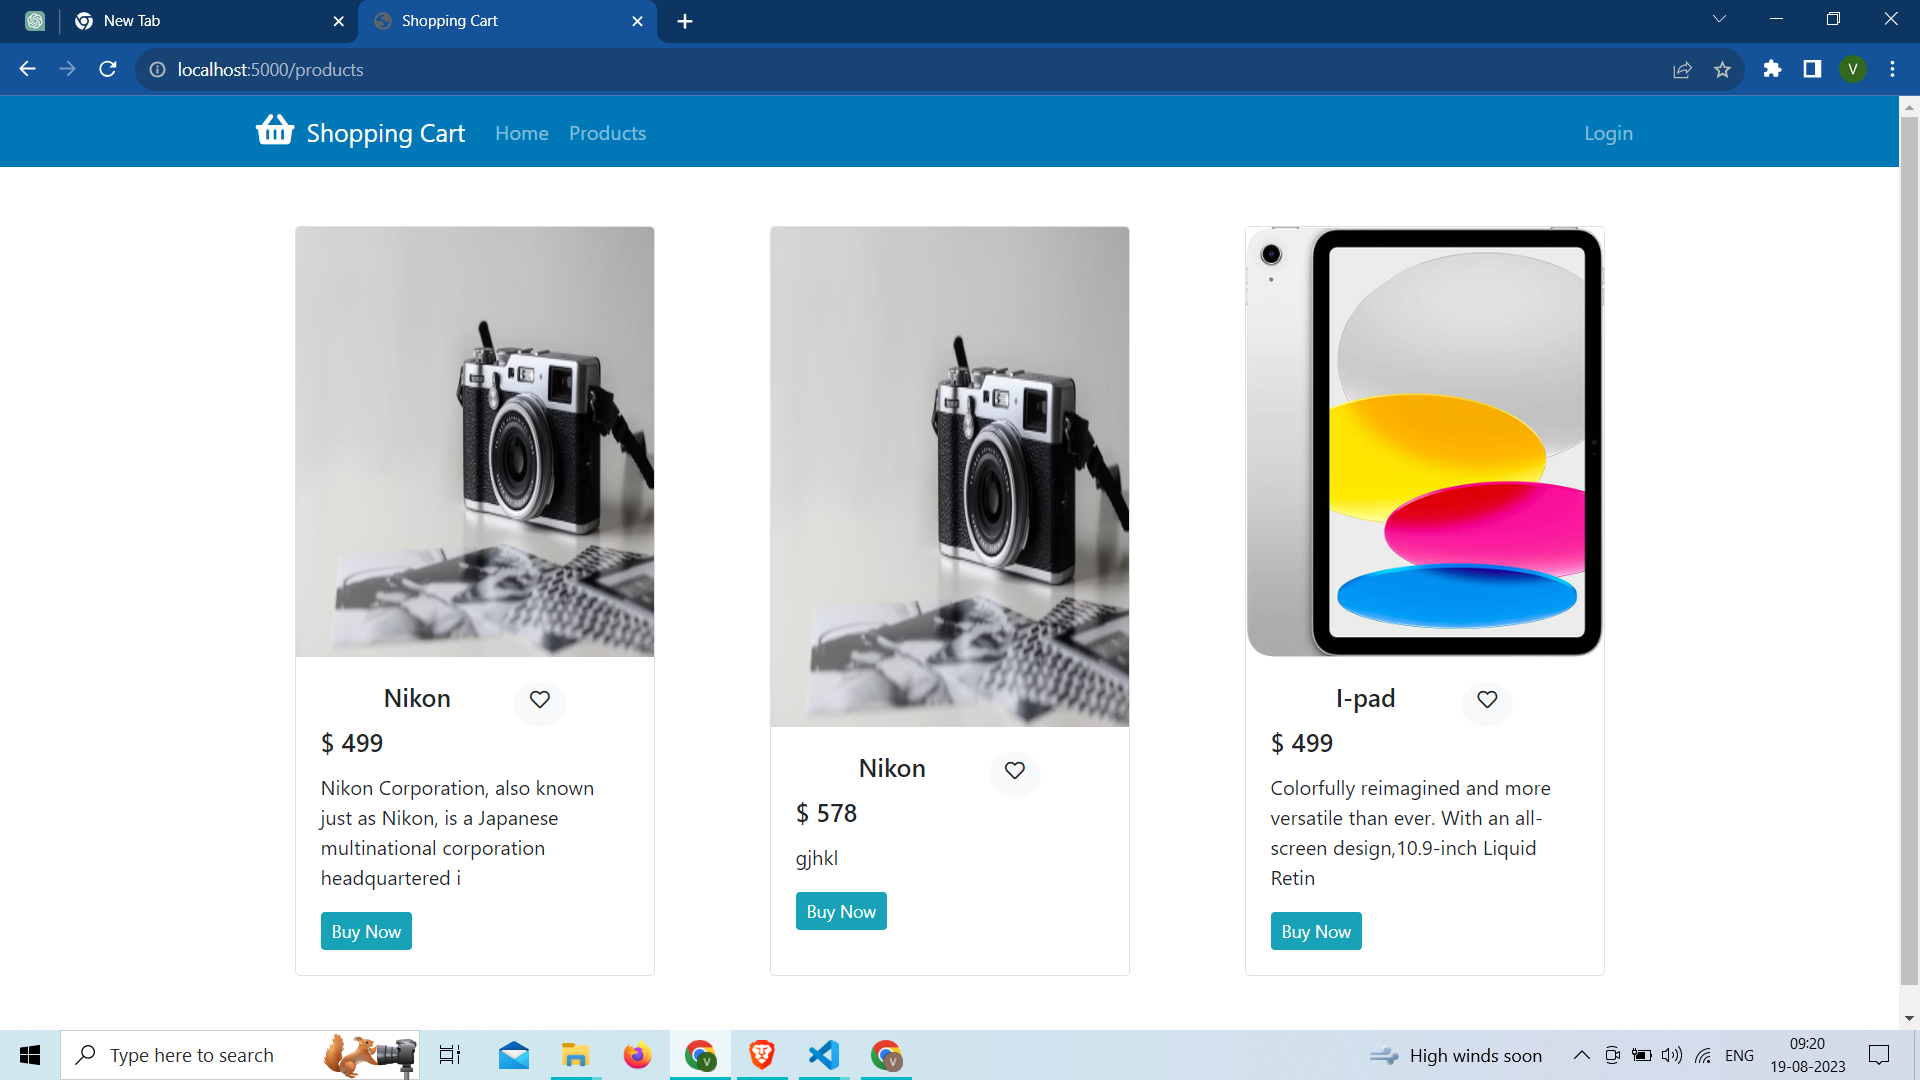 New Tab
Shopping Cart
localhost:5000/products
V
Shopping Cart
Home
Products
Login
Nikon
$ 499
Nikon Corporation, also known
just as Nikon, is a Japanese
multinational corporation
headquartered i
Buy Now
Nikon
$ 578
gjhkl
Buy Now
I-pad
$ 499
Colorfully reimagined and more
versatile than ever. With an all-
screen design,10.9-inch Liquid
Retin
Buy Now
Type here to search
V
V
High winds soon
ENG
09:20
19-08-2023